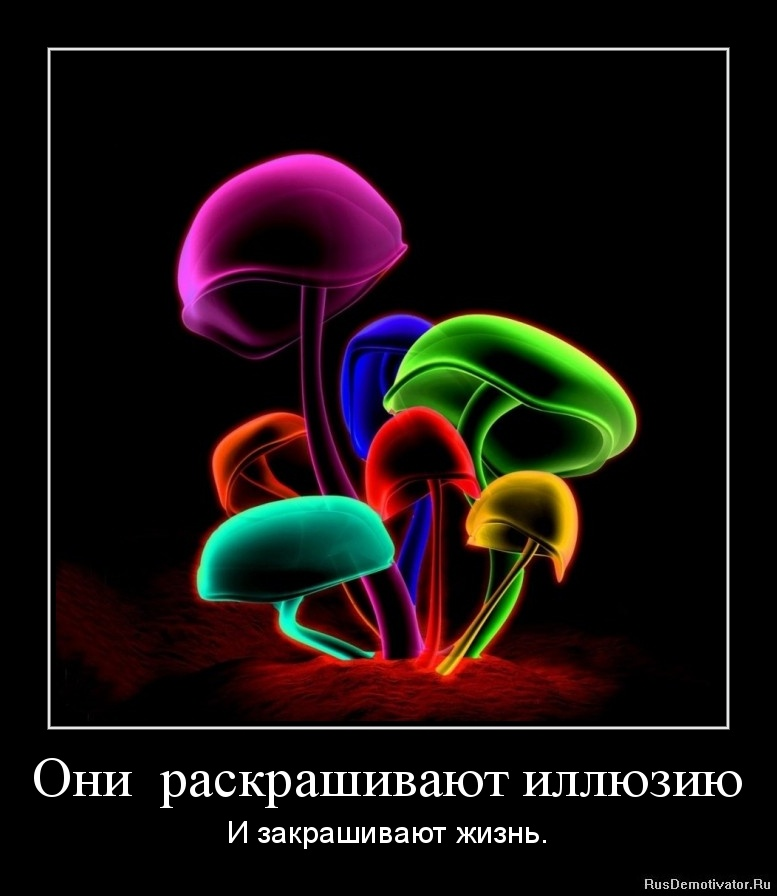 Они раскрашивают иллюзию
И закрашивают жизнь.
RusDemotivator.Ru